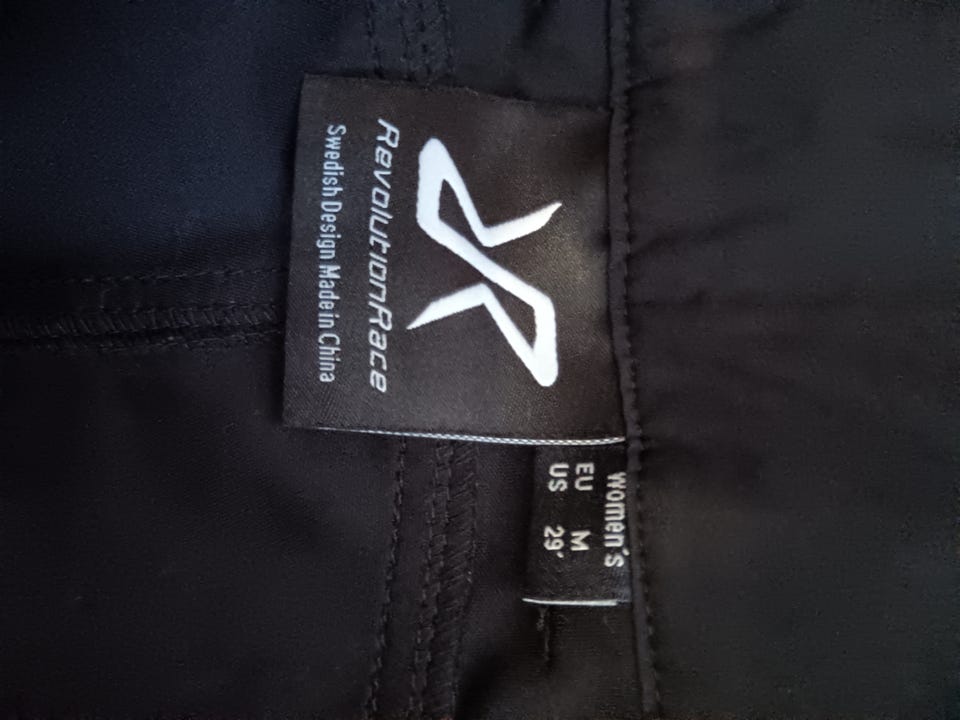 RevolutionRace
Swedish Design Made in China
women's
EU M
US 29"